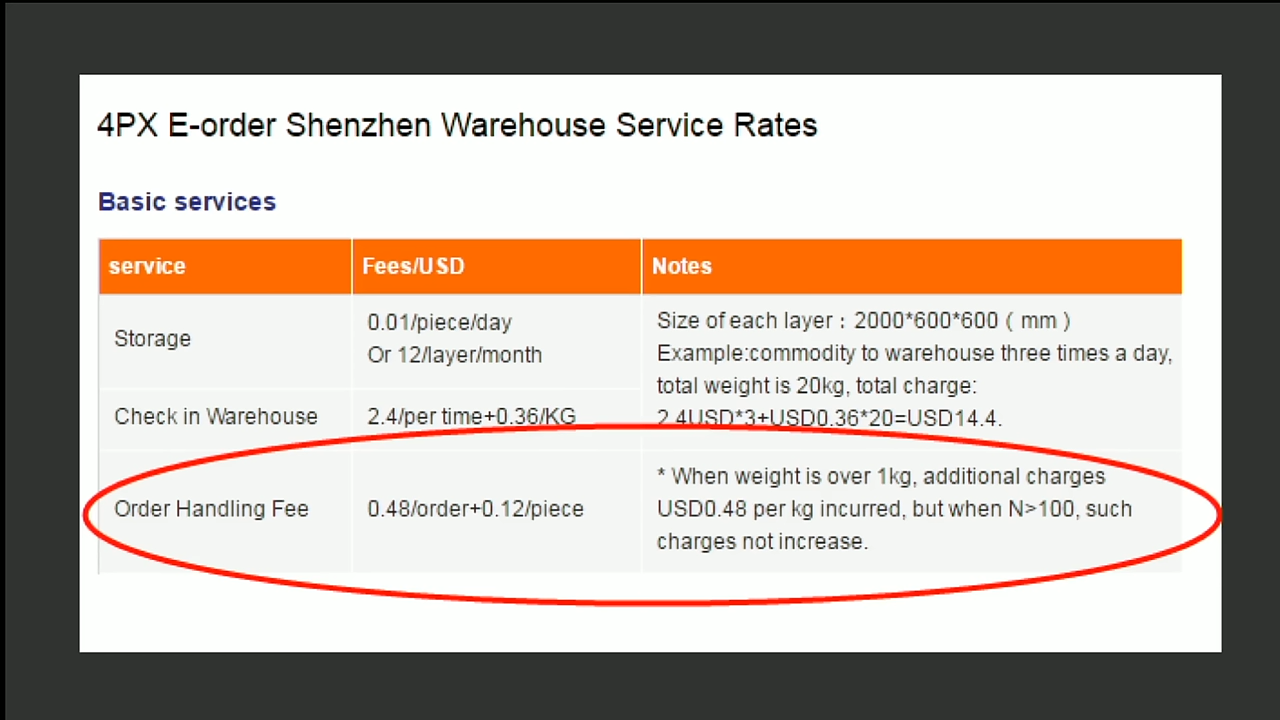 4PX E-order Shenzhen Warehouse Service Rates
Basic services
service Fees/USD Notes
Storage
0.01/piece/day
Or 12/layer/month
Size of each layer：2000*600*600（mm）
Example:commodity to warehouse three times a day,
total weight is 20kg, total charge:
2.4USD*3+USD0.36*20=USD14.4.
Check in Warehouse
2.4/per time+0.36/KG
Order Handling Fee
0.48/order+0.12/piece
* When weight is over 1kg, additional charges
USD0.48 per kg incurred, but when N>100, such
charges not increase.